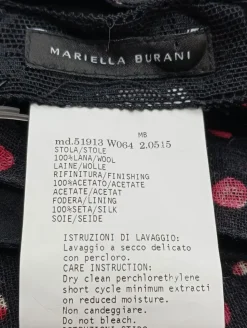 MARIELLA BURANI
MB
md.51913 W064 2.0515
STOLA/STOLE
100%LANA/WOOL
LAINE/WOLLE
RIFINITURA/FINISHING
100%ACETATO/ACETATE
ACETATE/ACETAT
FODERA/LINING
100%SETA/SILK
SOIE/SEIDE
ISTRUZIONI DI LAVAGGIO:
Lavaggio a secco delicato
con percloro.
CARE INSTRUCTION:
Dry clean perchlorethylene
short cycle minimum extracti
on reduced moisture.
Non candeggiare.
Do not bleach.